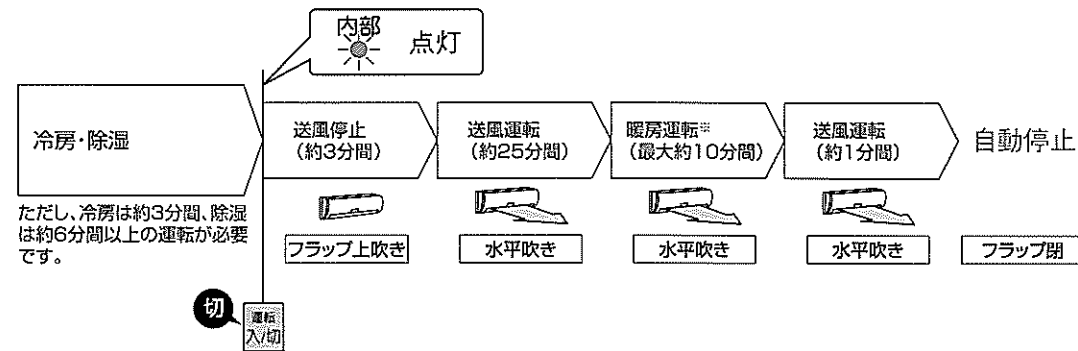 内部
点灯
冷房・除湿
送風停止
(約3分間)
送風運転
(約25分間)
暖房運転※
(最大約10分間)
送風運転
(約1分間)
自動停止
ただし、冷房は約3分間、除湿
は約6分間以上の運転が必要
です。
フラップ上吹き
水平吹き
水平吹き
水平吹き
フラップ閉
切
運転
入/切